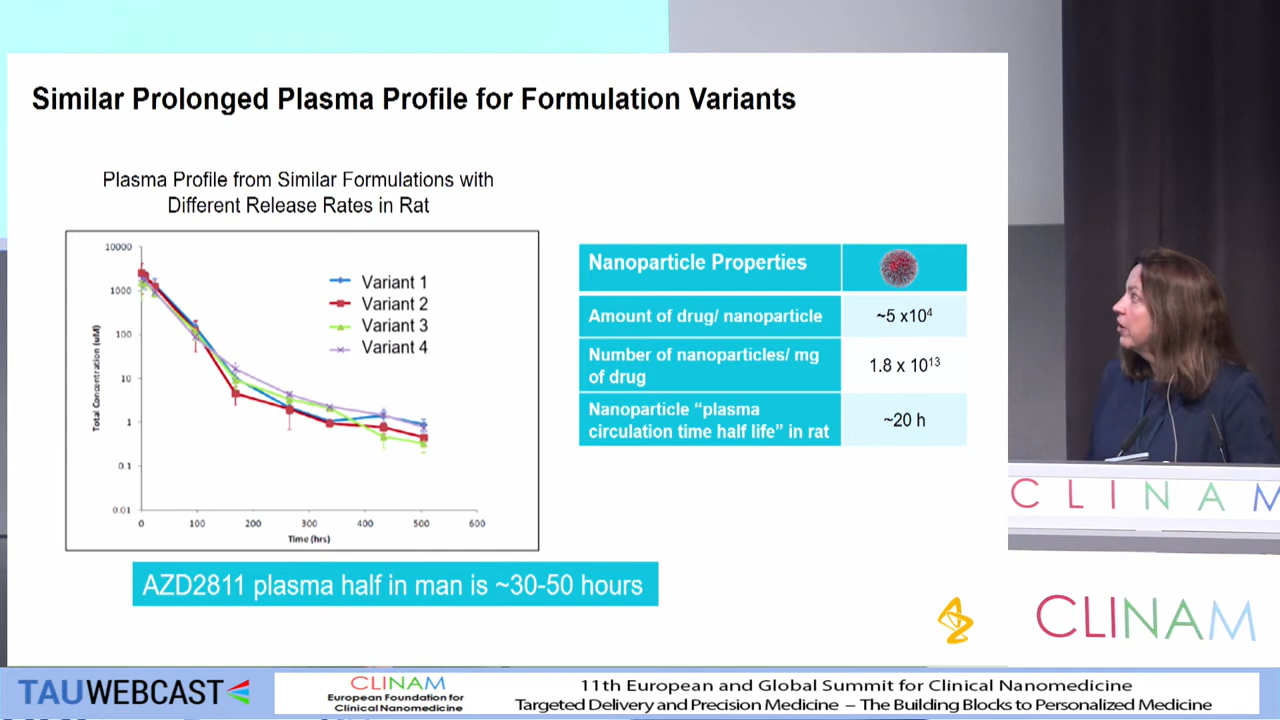 Similar Prolonged Plasma Profile for Formulation Variants
Plasma Profile from Similar Formulations with
Different Release Rates in Rat
10000
1000
100
10
1
0.1
0.01
Total Concentration (uM)
0 100 200 300 400 500 600
Time (hrs)
Variant 1
Variant 2
Variant 3
Variant 4
Nanoparticle Properties
Amount of drug/ nanoparticle
~5 x10⁴
Number of nanoparticles/ mg
of drug
1.8 x 10¹³
Nanoparticle “plasma
circulation time half life” in rat
~20 h
AZD2811 plasma half in man is ~30-50 hours
CLINAM
CLINAM
TAUWEBCAST
CLINAM
European Foundation for
Clinical Nanomedicine
11th European and Global Summit for Clinical Nanomedicine
Targeted Delivery and Precision Medicine – The Building Blocks to Personalized Medicine